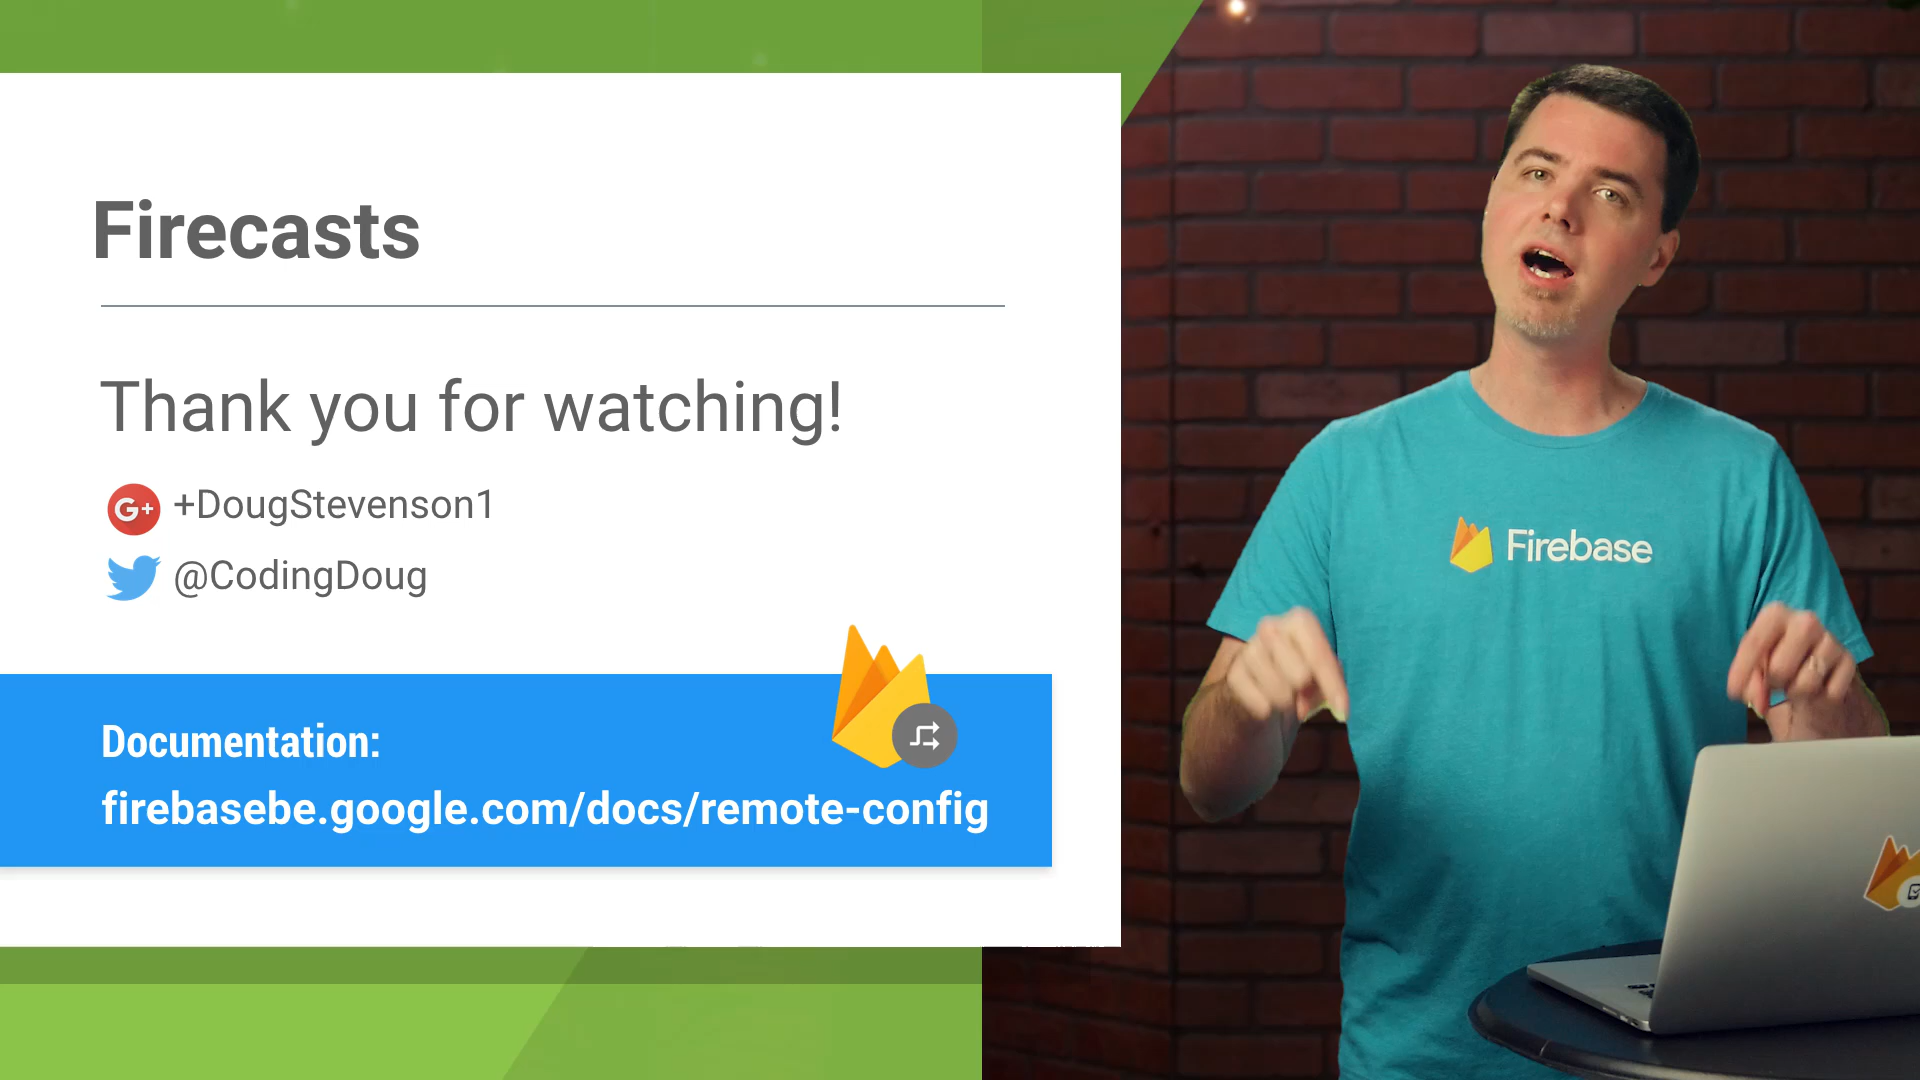 Firecasts
Thank you for watching!
G+ +DougStevenson1
@CodingDoug
Documentation:
firebasebe.google.com/docs/remote-config
Firebase